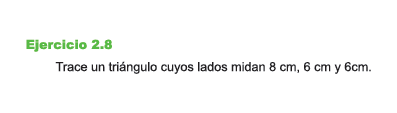 Ejercicio 2.8
Trace un triángulo cuyos lados midan 8 cm, 6 cm y 6cm.